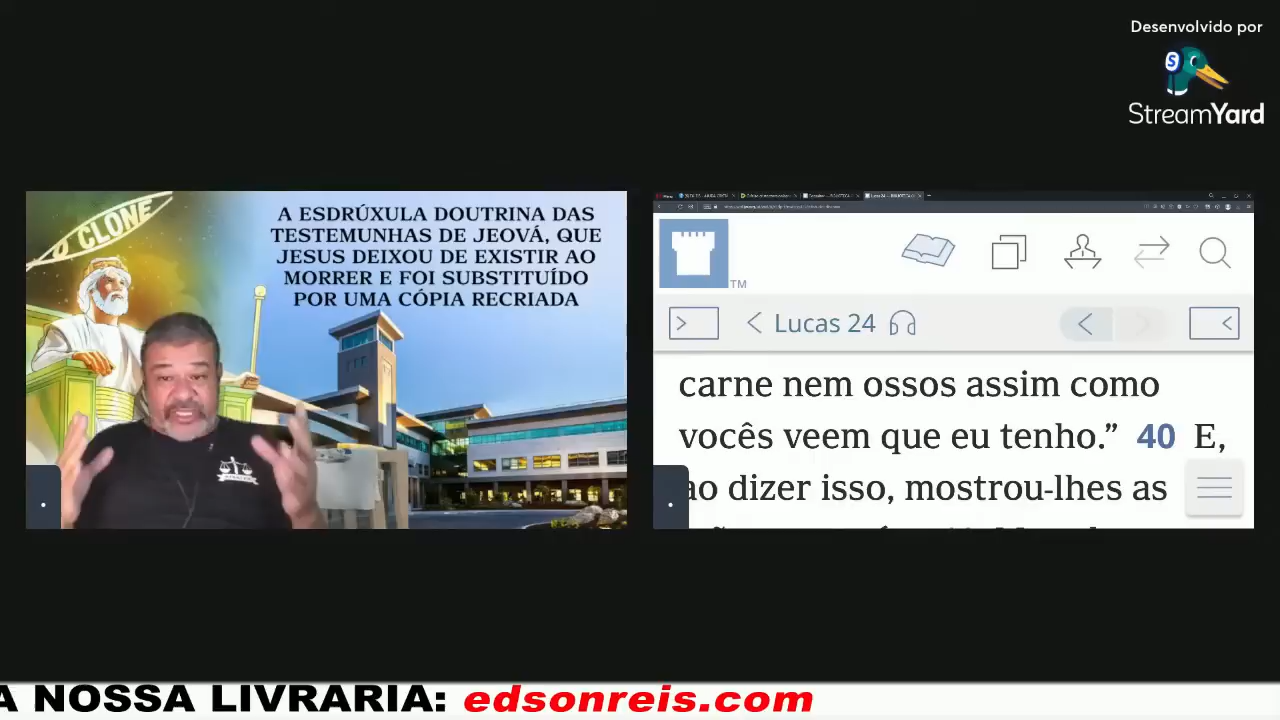 Desenvolvido por
S
StreamYard
O CLONE
A ESDRÚXULA DOUTRINA DAS
TESTEMUNHAS DE JEOVÁ, QUE
JESUS DEIXOU DE EXISTIR AO
MORRER E FOI SUBSTITUÍDO
POR UMA CÓPIA RECRIADA
TM
Lucas 24
carne nem ossos assim como
vocês veem que eu tenho.” 40 E,
ao dizer isso, mostrou-lhes as
A NOSSA LIVRARIA: edsonreis.com